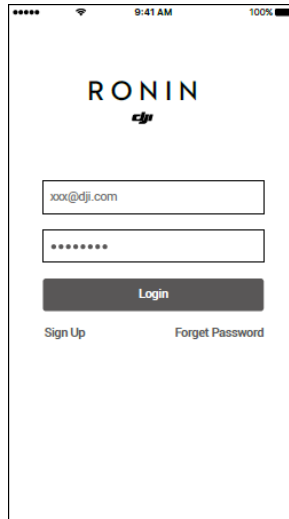 9:41 AM 100%
RONIN
dji
xxx@dji.com
Login
Sign Up Forget Password